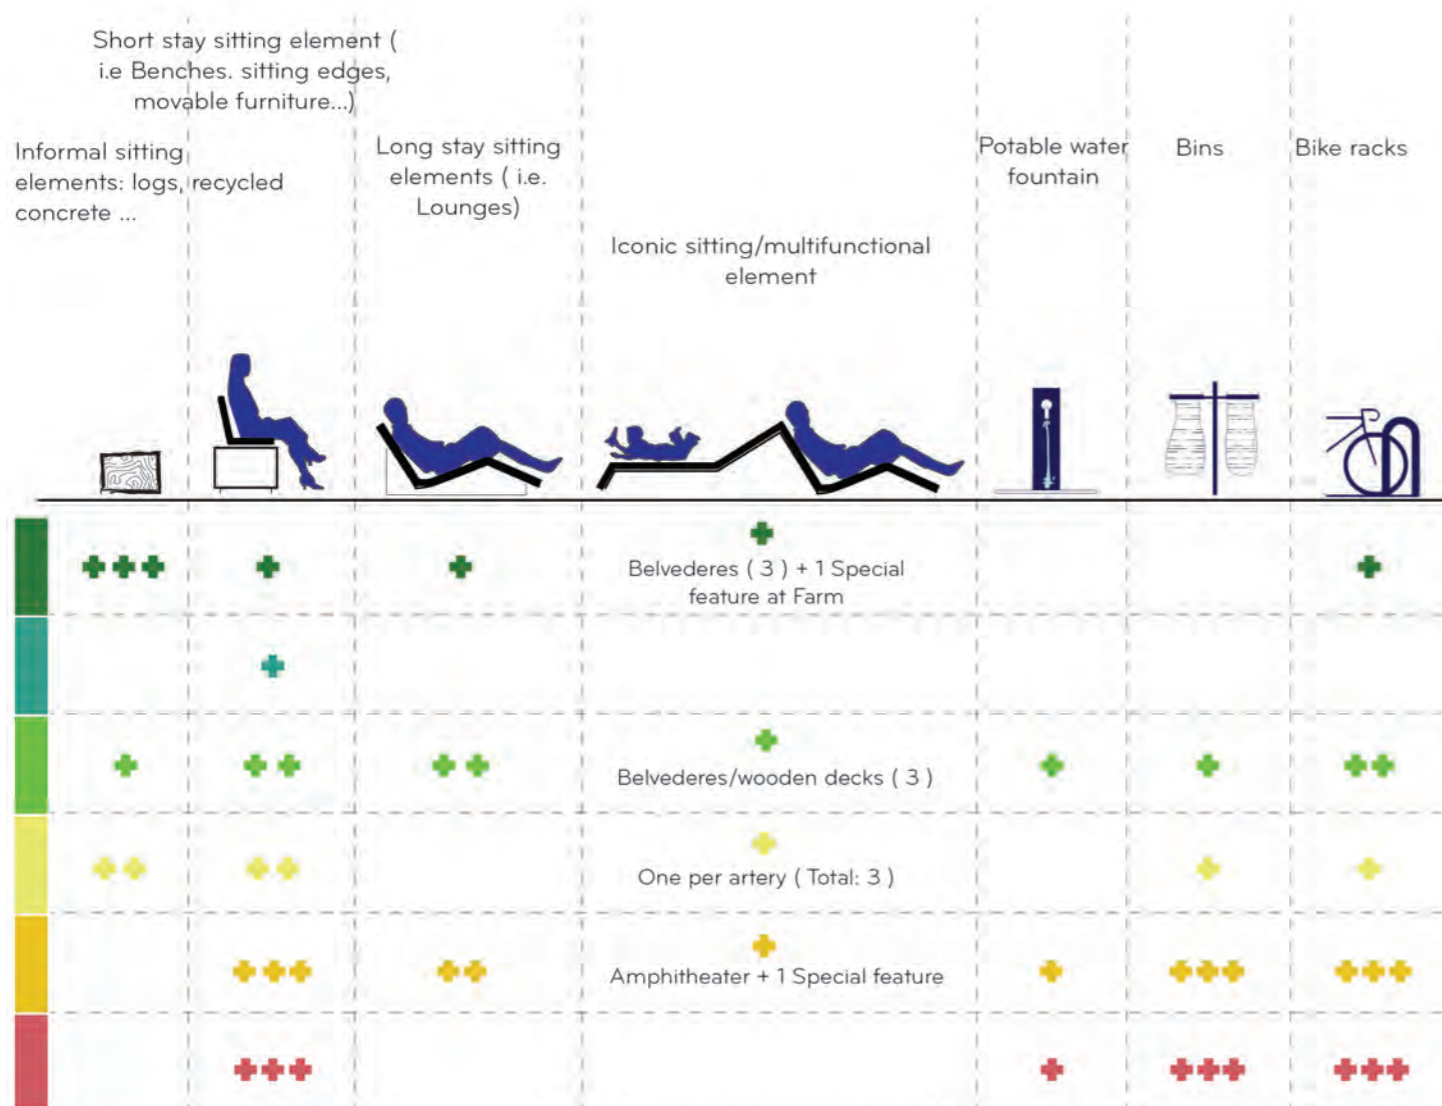 Short stay sitting element (
i.e Benches. sitting edges,
movable furniture...)
Informal sitting
elements: logs, recycled
concrete ...
Long stay sitting
elements ( i.e.
Lounges)
Iconic sitting/multifunctional
element
Potable water
fountain
Bins
Bike racks
Belvederes ( 3 ) + 1 Special
feature at Farm
Belvederes/wooden decks ( 3 )
One per artery ( Total: 3 )
Amphitheater + 1 Special feature